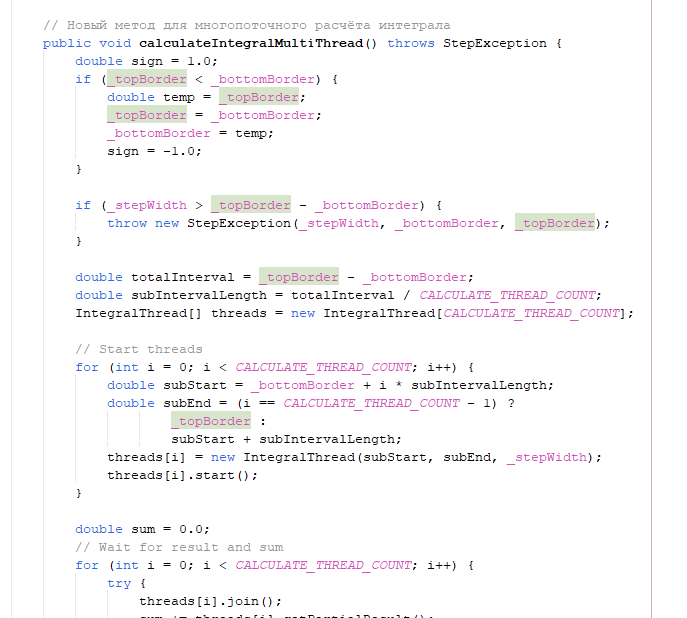 // Новый метод для многопоточного расчёта интеграла
public void calculateIntegralMultiThread() throws StepException {
double sign = 1.0;
if (_topBorder < _bottomBorder) {
double temp = _topBorder;
_topBorder = _bottomBorder;
_bottomBorder = temp;
sign = -1.0;
}
if (_stepWidth > _topBorder - _bottomBorder) {
throw new StepException(_stepWidth, _bottomBorder, _topBorder);
}
double totalInterval = _topBorder - _bottomBorder;
double subIntervalLength = totalInterval / CALCULATE_THREAD_COUNT;
IntegralThread[] threads = new IntegralThread[CALCULATE_THREAD_COUNT];
// Start threads
for (int i = 0; i < CALCULATE_THREAD_COUNT; i++) {
double subStart = _bottomBorder + i * subIntervalLength;
double subEnd = (i == CALCULATE_THREAD_COUNT - 1) ?
_topBorder :
subStart + subIntervalLength;
threads[i] = new IntegralThread(subStart, subEnd, _stepWidth);
threads[i].start();
}
double sum = 0.0;
// Wait for result and sum
for (int i = 0; i < CALCULATE_THREAD_COUNT; i++) {
try {
threads[i].join();
sum += threads[i].getPartialResult();